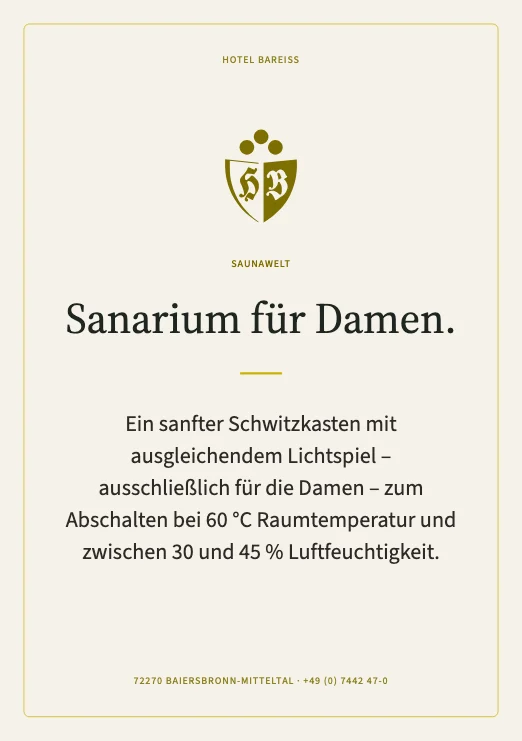 HOTEL BAREISS
HB
SAUNAWELT
Sanarium für Damen.
Ein sanfter Schwitzkasten mit
ausgleichendem Lichtspiel –
ausschließlich für die Damen – zum
Abschalten bei 60 °C Raumtemperatur und
zwischen 30 und 45 % Luftfeuchtigkeit.
72270 BAIERSBRONN-MITTELTAL · +49 (0) 7442 47-0